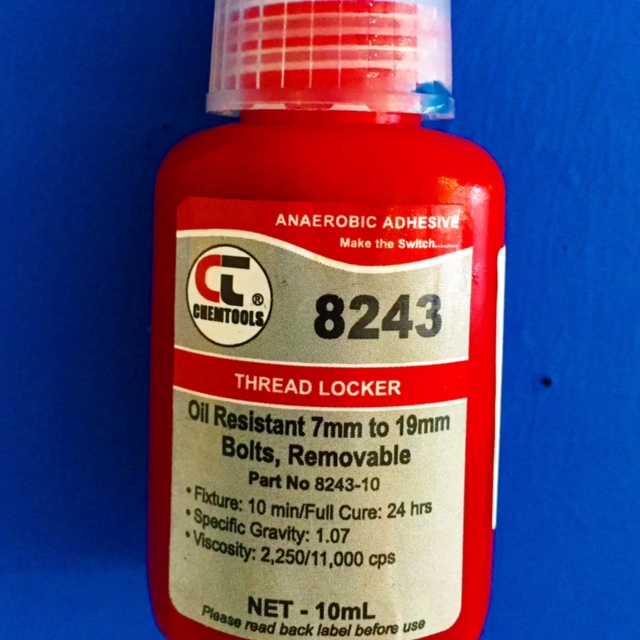 ANAEROBIC ADHESIVE
Make the Switch........
CT
CHEMTOOLS®
8243
THREAD LOCKER
Oil Resistant 7mm to 19mm
Bolts, Removable
Part No 8243-10
• Fixture: 10 min/Full Cure: 24 hrs
• Specific Gravity: 1.07
• Viscosity: 2,250/11,000 cps
NET - 10mL
Please read back label before use